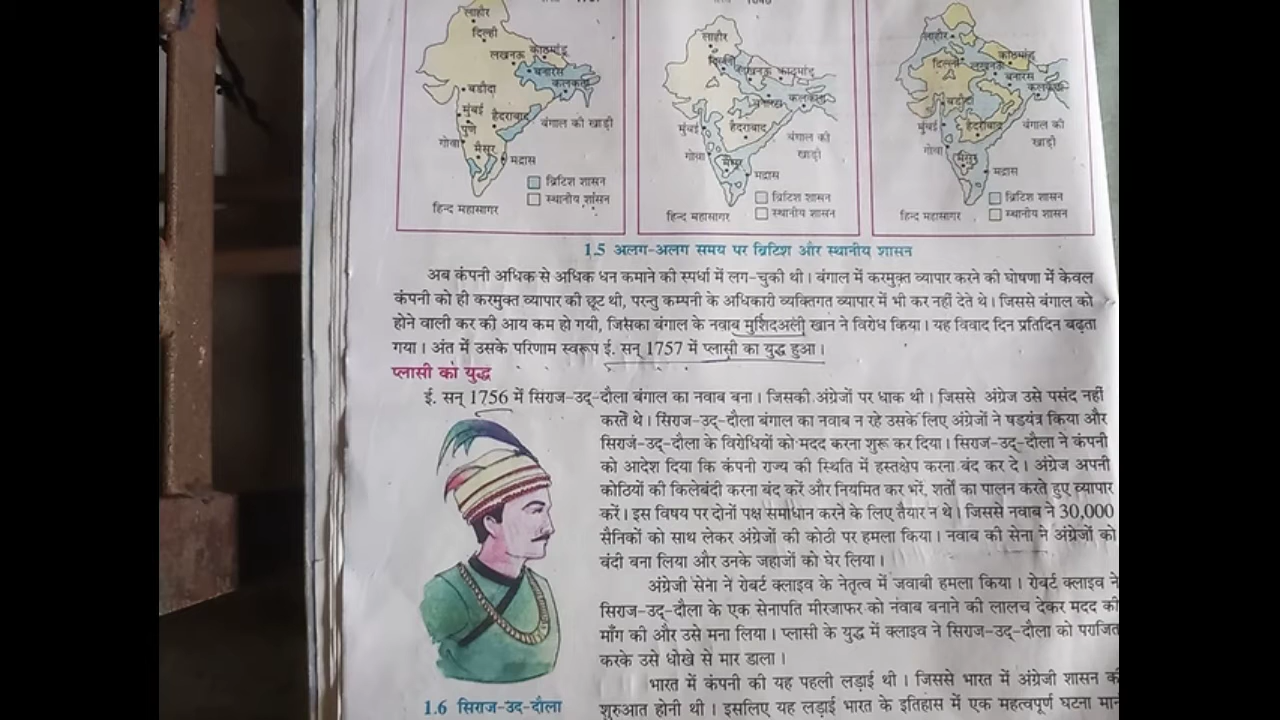 लाहौर
दिल्ली
लखनऊ काठमांडू
बनारस
कलकत्ता
बडौदा
मुंबई हैदराबाद
पुणे बंगाल की खाड़ी
गोवा मैसूर
मद्रास
ब्रिटिश शासन
स्थानीय शासन
हिन्द महासागर
लाहौर
दिल्ली
लखनऊ काठमांडू
बनारस कलकत्ता
मुंबई हैदराबाद बंगाल की
गोवा मैसूर खाड़ी
मद्रास
ब्रिटिश शासन
स्थानीय शासन
हिन्द महासागर
लाहौर
दिल्ली लखनऊ काठमांडू
बनारस
कलकत्ता
बडौदा
मुंबई हैदराबाद बंगाल की
गोवा मैसूर खाड़ी
मद्रास
ब्रिटिश शासन
स्थानीय शासन
हिन्द महासागर
1.5 अलग-अलग समय पर ब्रिटिश और स्थानीय शासन
अब कंपनी अधिक से अधिक धन कमाने की स्पर्धा में लग-चुकी थी। बंगाल में करमुक्त व्यापार करने की घोषणा में केवल
कंपनी को ही करमुक्त व्यापार की छूट थी, परन्तु कम्पनी के अधिकारी व्यक्तिगत व्यापार में भी कर नहीं देते थे। जिससे बंगाल को
होने वाली कर की आय कम हो गयी, जिसका बंगाल के नवाब मुर्शिदअली खान ने विरोध किया। यह विवाद दिन प्रतिदिन बढ़ता
गया। अंत में उसके परिणाम स्वरूप ई. सन् 1757 में प्लासी का युद्ध हुआ।
प्लासी का युद्ध
ई. सन् 1756 में सिराज-उद्-दौला बंगाल का नवाब बना। जिसकी अंग्रेजों पर धाक थी। जिससे अंग्रेज उसे पसंद नहीं
करते थे। सिराज-उद्-दौला बंगाल का नवाब न रहे उसके लिए अंग्रेजों ने षडयंत्र किया और
सिराज-उद्-दौला के विरोधियों को मदद करना शुरू कर दिया। सिराज-उद्-दौला ने कंपनी
को आदेश दिया कि कंपनी राज्य की स्थिति में हस्तक्षेप करना बंद कर दे। अंग्रेज अपनी
कोठियों की किलेबंदी करना बंद करें और नियमित कर भरें, शर्तों का पालन करते हुए व्यापार
करें। इस विषय पर दोनों पक्ष समाधान करने के लिए तैयार न थे। जिससे नवाब ने 30,000
सैनिकों को साथ लेकर अंग्रेजों की कोठी पर हमला किया। नवाब की सेना ने अंग्रेजों को
बंदी बना लिया और उनके जहाजों को घेर लिया।
अंग्रेजी सेना ने रोबर्ट क्लाइव के नेतृत्व में जवाबी हमला किया। रोबर्ट क्लाइव ने
सिराज-उद्-दौला के एक सेनापति मीरजाफर को नवाब बनाने की लालच देकर मदद की
माँग की और उसे मना लिया। प्लासी के युद्ध में क्लाइव ने सिराज-उद्-दौला को पराजित
करके उसे धोखे से मार डाला।
भारत में कंपनी की यह पहली लड़ाई थी। जिससे भारत में अंग्रेजी शासन की
शुरुआत होनी थी। इसलिए यह लड़ाई भारत के इतिहास में एक महत्वपूर्ण घटना मान
1.6 सिराज-उद्-दौला